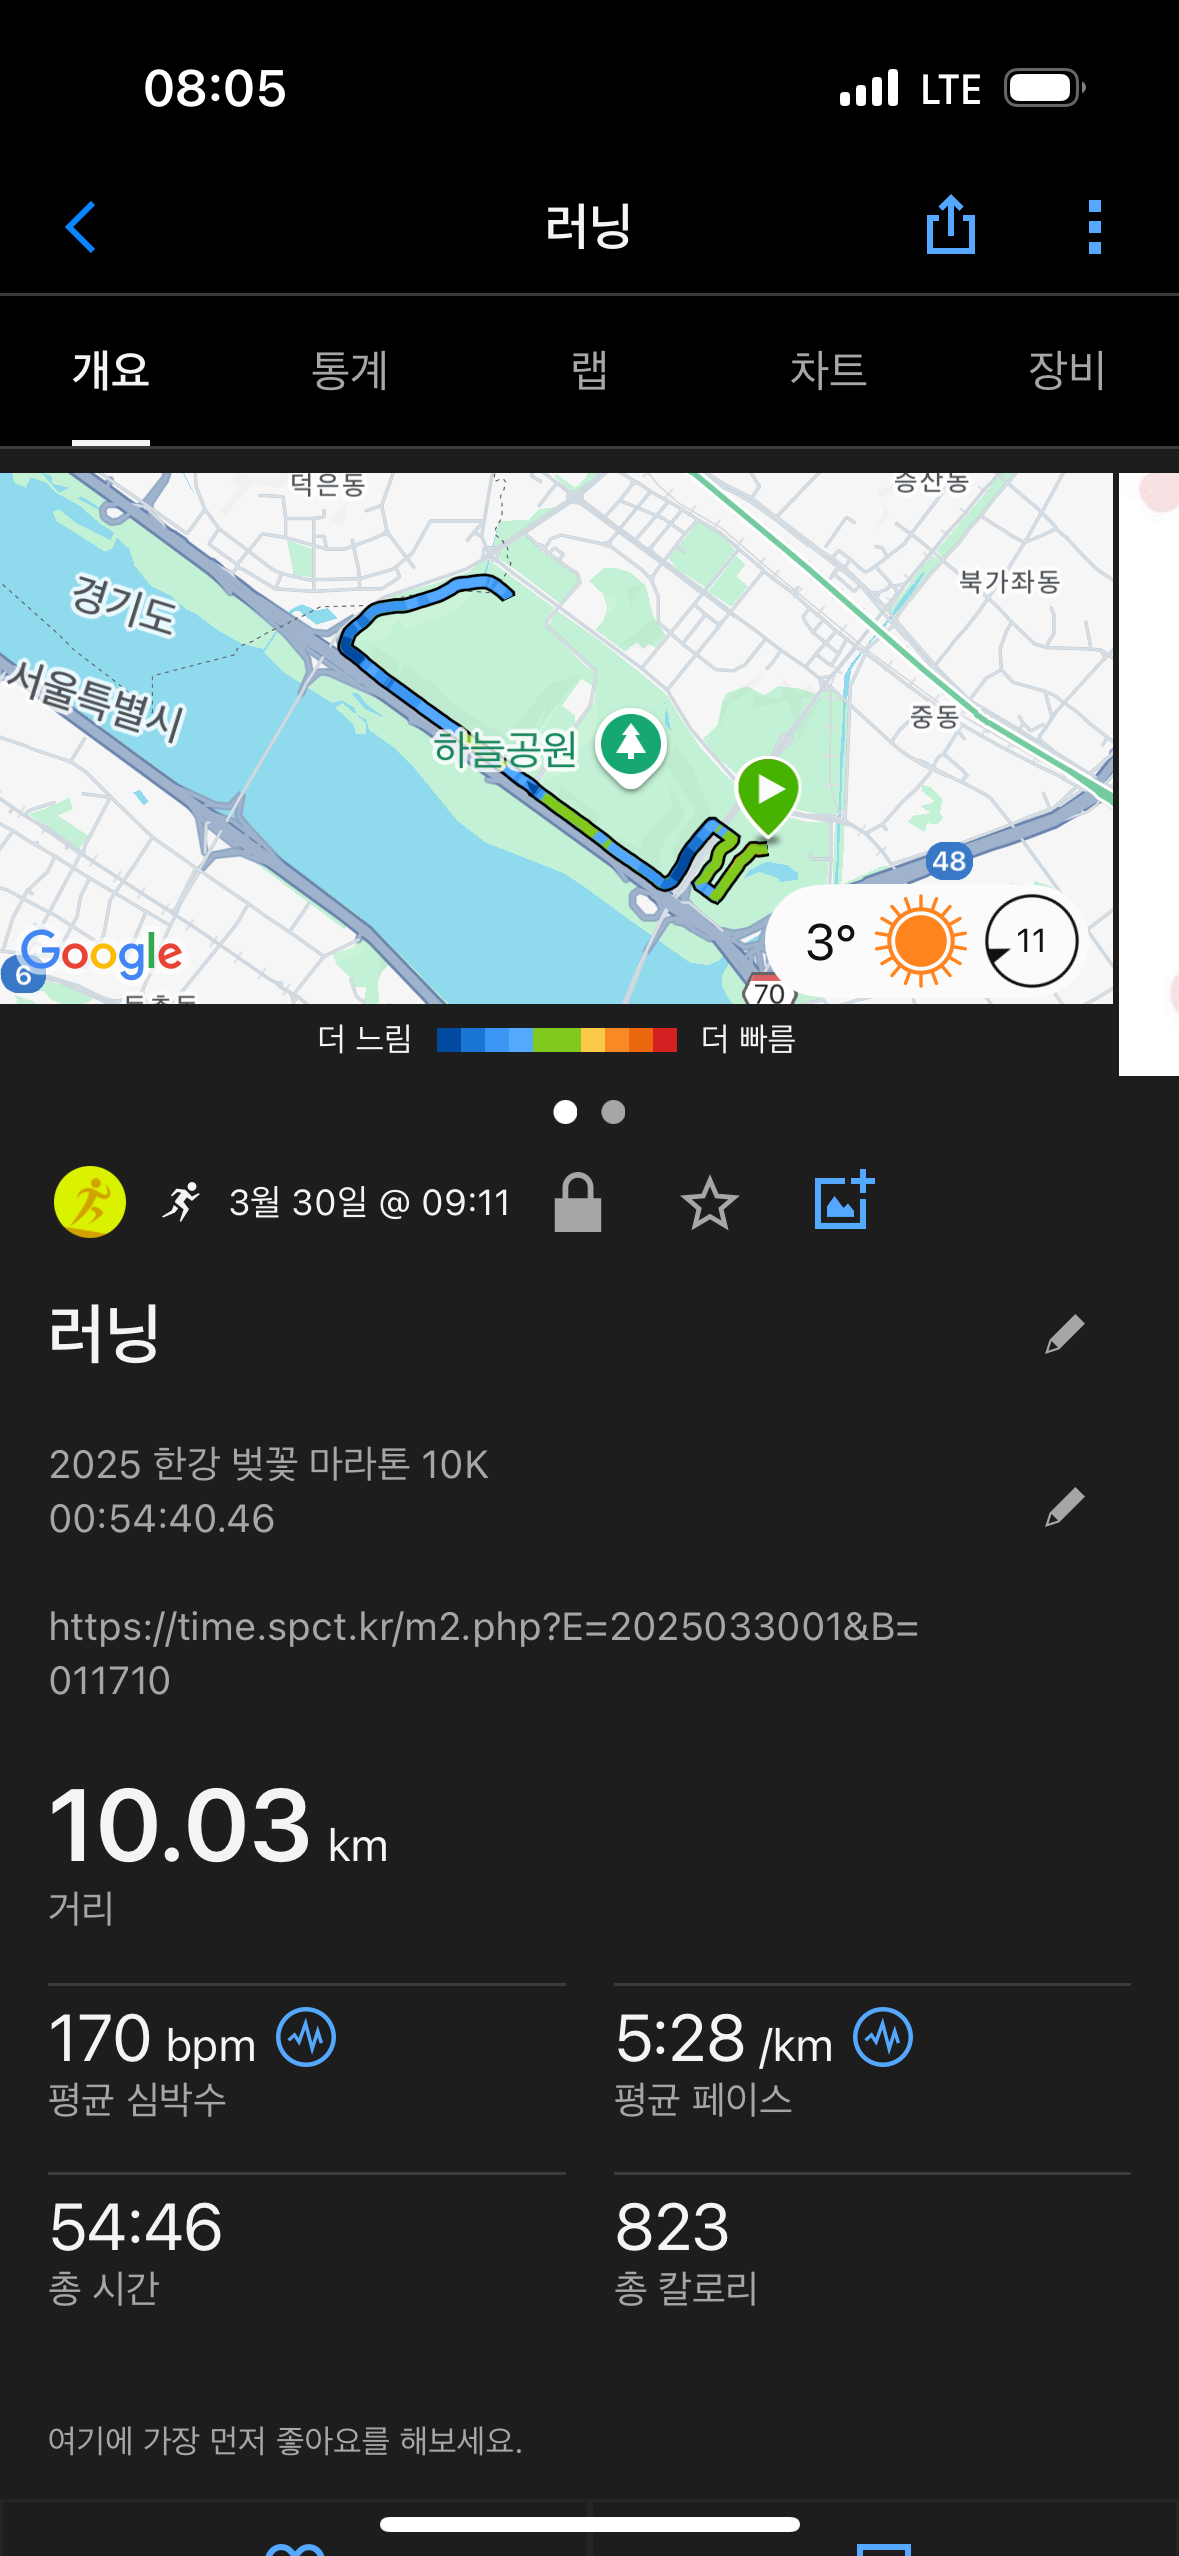 08:05
LTE
러닝
개요
통계
랩
차트
장비
덕은동
증산동
경기도
북가좌동
서울특별시
중동
하늘공원
48
3°
11
Google
6
70
더 느림
더 빠름
3월 30일 @ 09:11
러닝
2025 한강 벚꽃 마라톤 10K
00:54:40.46
https://time.spct.kr/m2.php?E=2025033001&B=
011710
10.03 km
거리
170 bpm
5:28 /km
평균 심박수
평균 페이스
54:46
823
총 시간
총 칼로리
여기에 가장 먼저 좋아요를 해보세요.